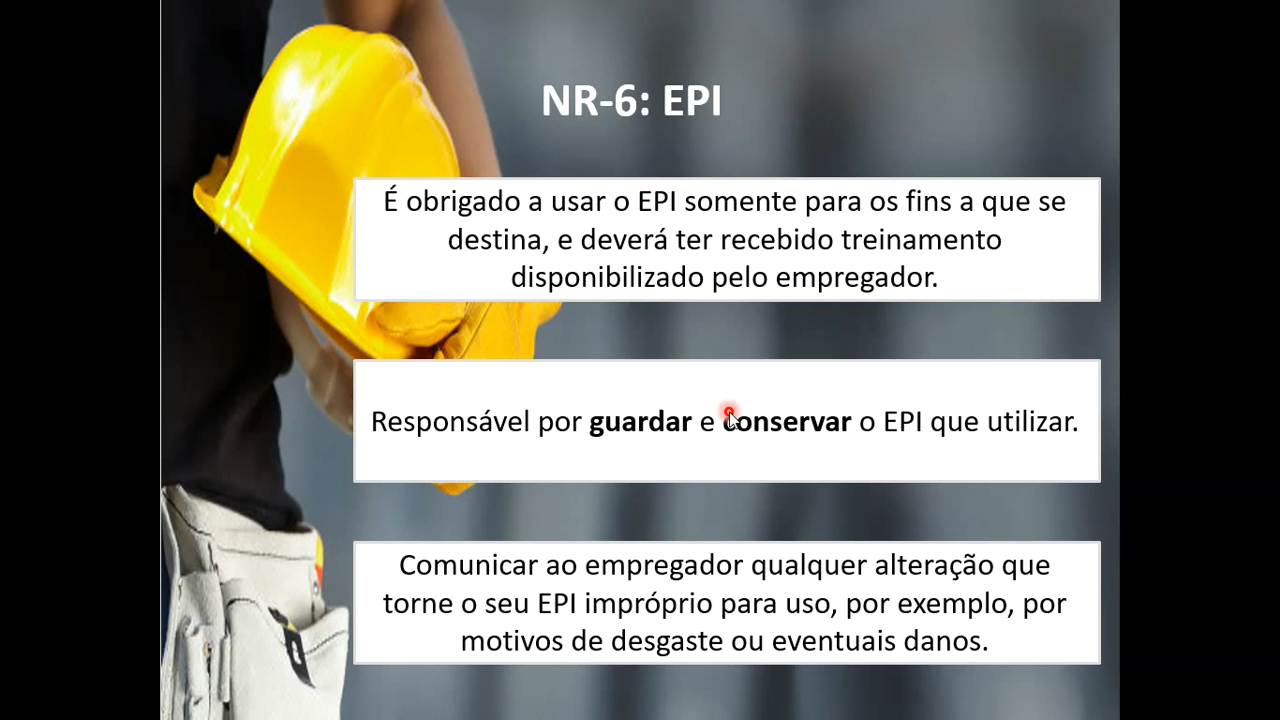 NR-6: EPI
É obrigado a usar o EPI somente para os fins a que se
destina, e deverá ter recebido treinamento
disponibilizado pelo empregador.
Responsável por guardar e conservar o EPI que utilizar.
Comunicar ao empregador qualquer alteração que
torne o seu EPI impróprio para uso, por exemplo, por
motivos de desgaste ou eventuais danos.